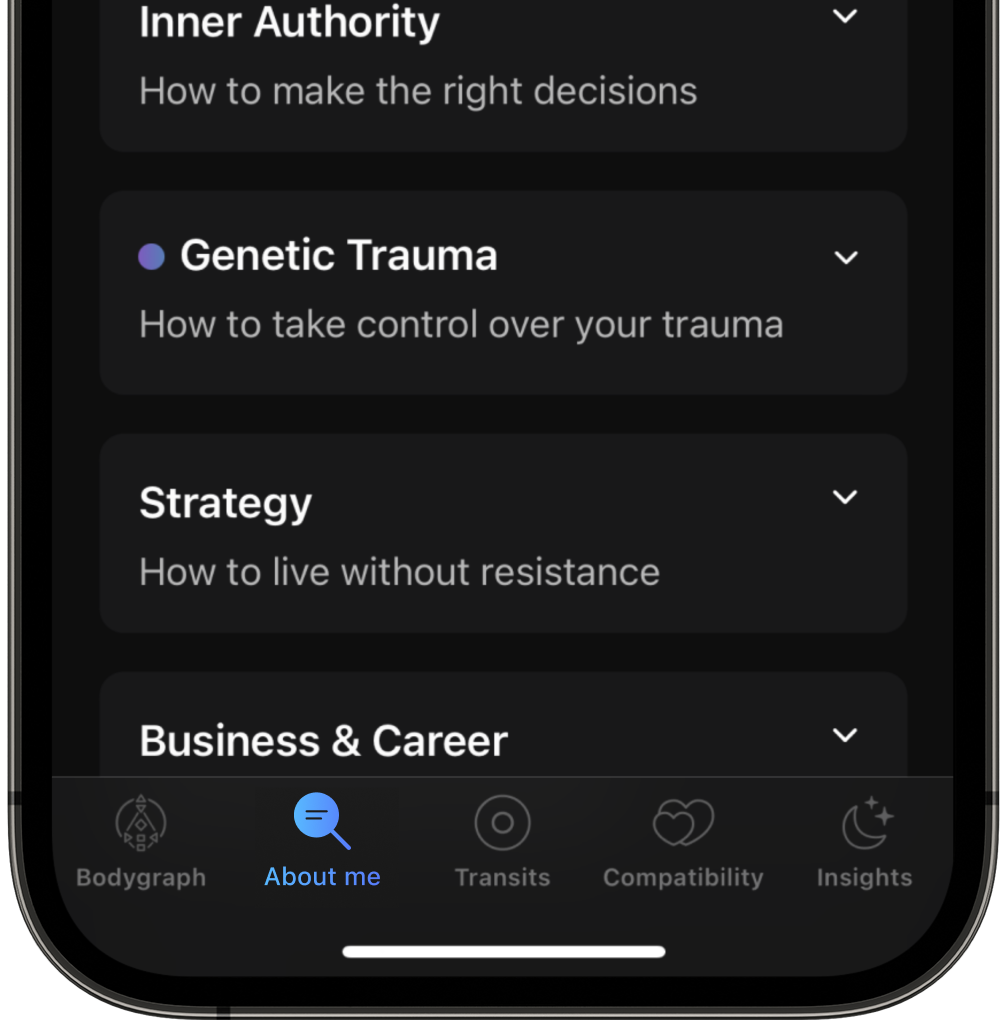 Inner Authority
How to make the right decisions
Genetic Trauma
How to take control over your trauma
Strategy
How to live without resistance
Business & Career
Bodygraph
About me
Transits
Compatibility
Insights